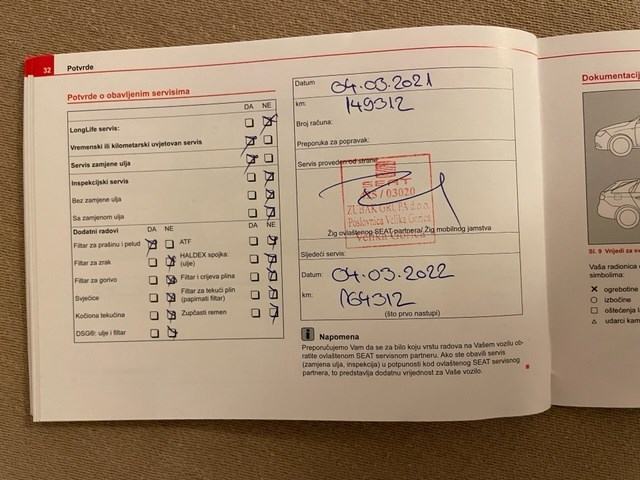 32 Potvrde
Potvrde o obavljenim servisima
DA NE
LongLife servis:
Vremenski ili kilometarski uvjetovan servis
Servis zamjene ulja
Inspekcijski servis
Bez zamjene ulja
Sa zamjenom ulja
Dodatni radovi DA NE DA NE
Filtar za prašinu i pelud
Filtar za zrak
Filtar za gorivo
Svjećice
Kočiona tekućina
DSG®: ulje i filtar
ATF
HALDEX spojka:
(ulje)
Filtar i crijeva plina
Filtar za tekući plin
(papirnati filtar)
Zupčasti remen
Datum 04.03.2021
km: 149312
Broj računa:
Preporuka za popravak:
Servis proveden od strane
SEAT
/ 03020
ZUBAK GRUPA d.o.o.
Poslovnica Velika Gorica
Velika Gorica
Žig ovlaštenog SEAT-partnera/ Žig mobilnog jamstva
Sljedeći servis:
Datum: 04.03.2022
km: 164312
(što prvo nastupi)
Napomena
Preporučujemo Vam da se za bilo koju vrstu radova na Vašem vozilu ob-
ratite ovlaštenom SEAT servisnom partneru. Ako ste obavili servis
(zamjena ulja, inspekcija) u potpunosti kod ovlaštenog SEAT servisnog
partnera, to predstavlja dodatnu vrijednost za Vaše vozilo.
Dokumentacij
Sl. 9 Vrijedi za sv
Vaša radionica
simbolima:
ogrebotine
izbočine
oštećenja
udarci kam